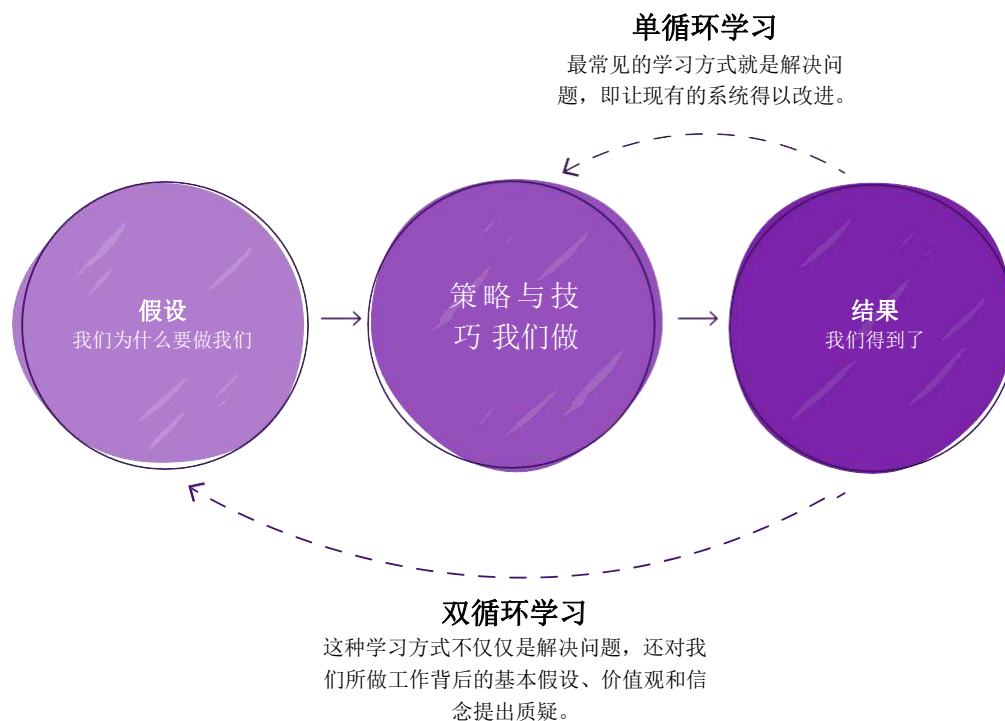 单循环学习
最常见的学习方式就是解决问
题，即让现有的系统得以改进。
假设
我们为什么要做我们
策略与技
巧 我们做
结果
我们得到了
双循环学习
这种学习方式不仅仅是解决问题，还对我
们所做工作背后的基本假设、价值观和信
念提出质疑。